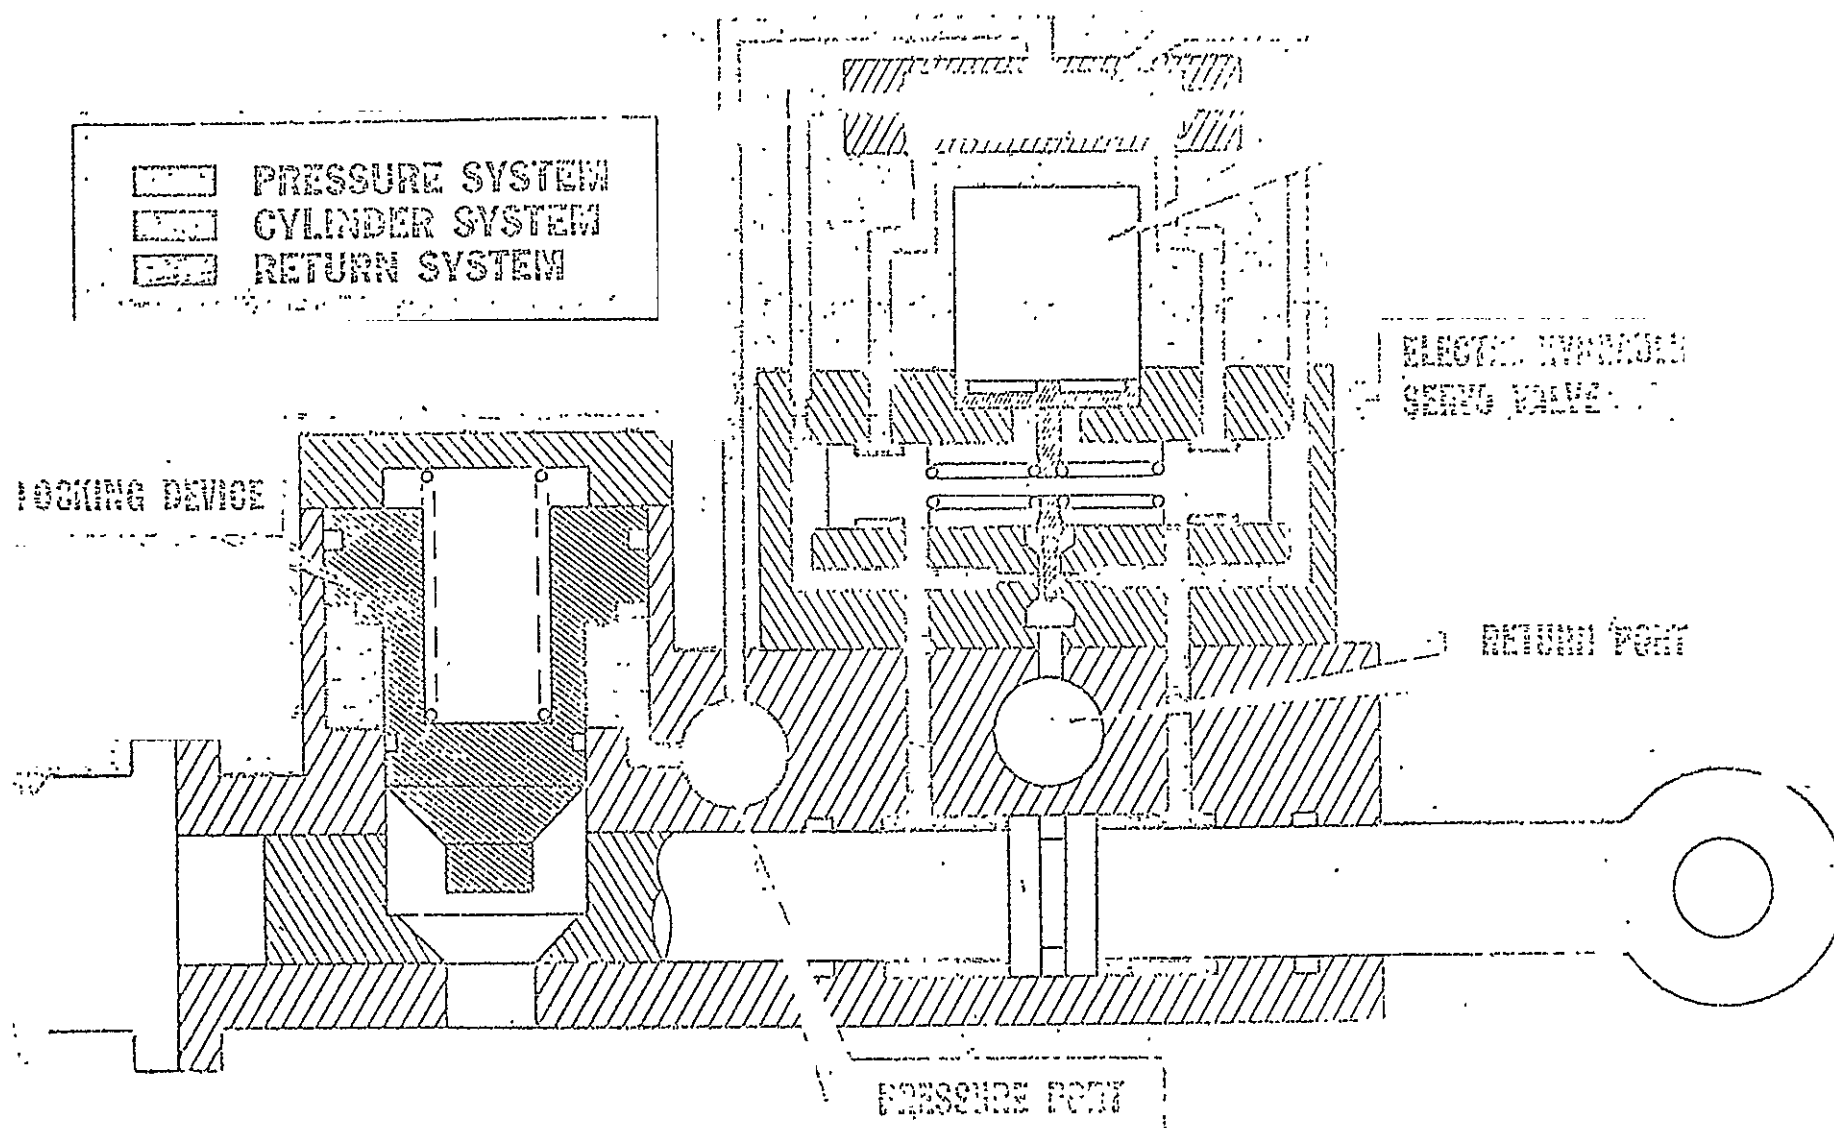 PRESSURE SYSTEM
CYLINDER SYSTEM
RETURN SYSTEM
SERVO VALVE
LOCKING DEVICE
RETURN PORT
PRESSURE PORT